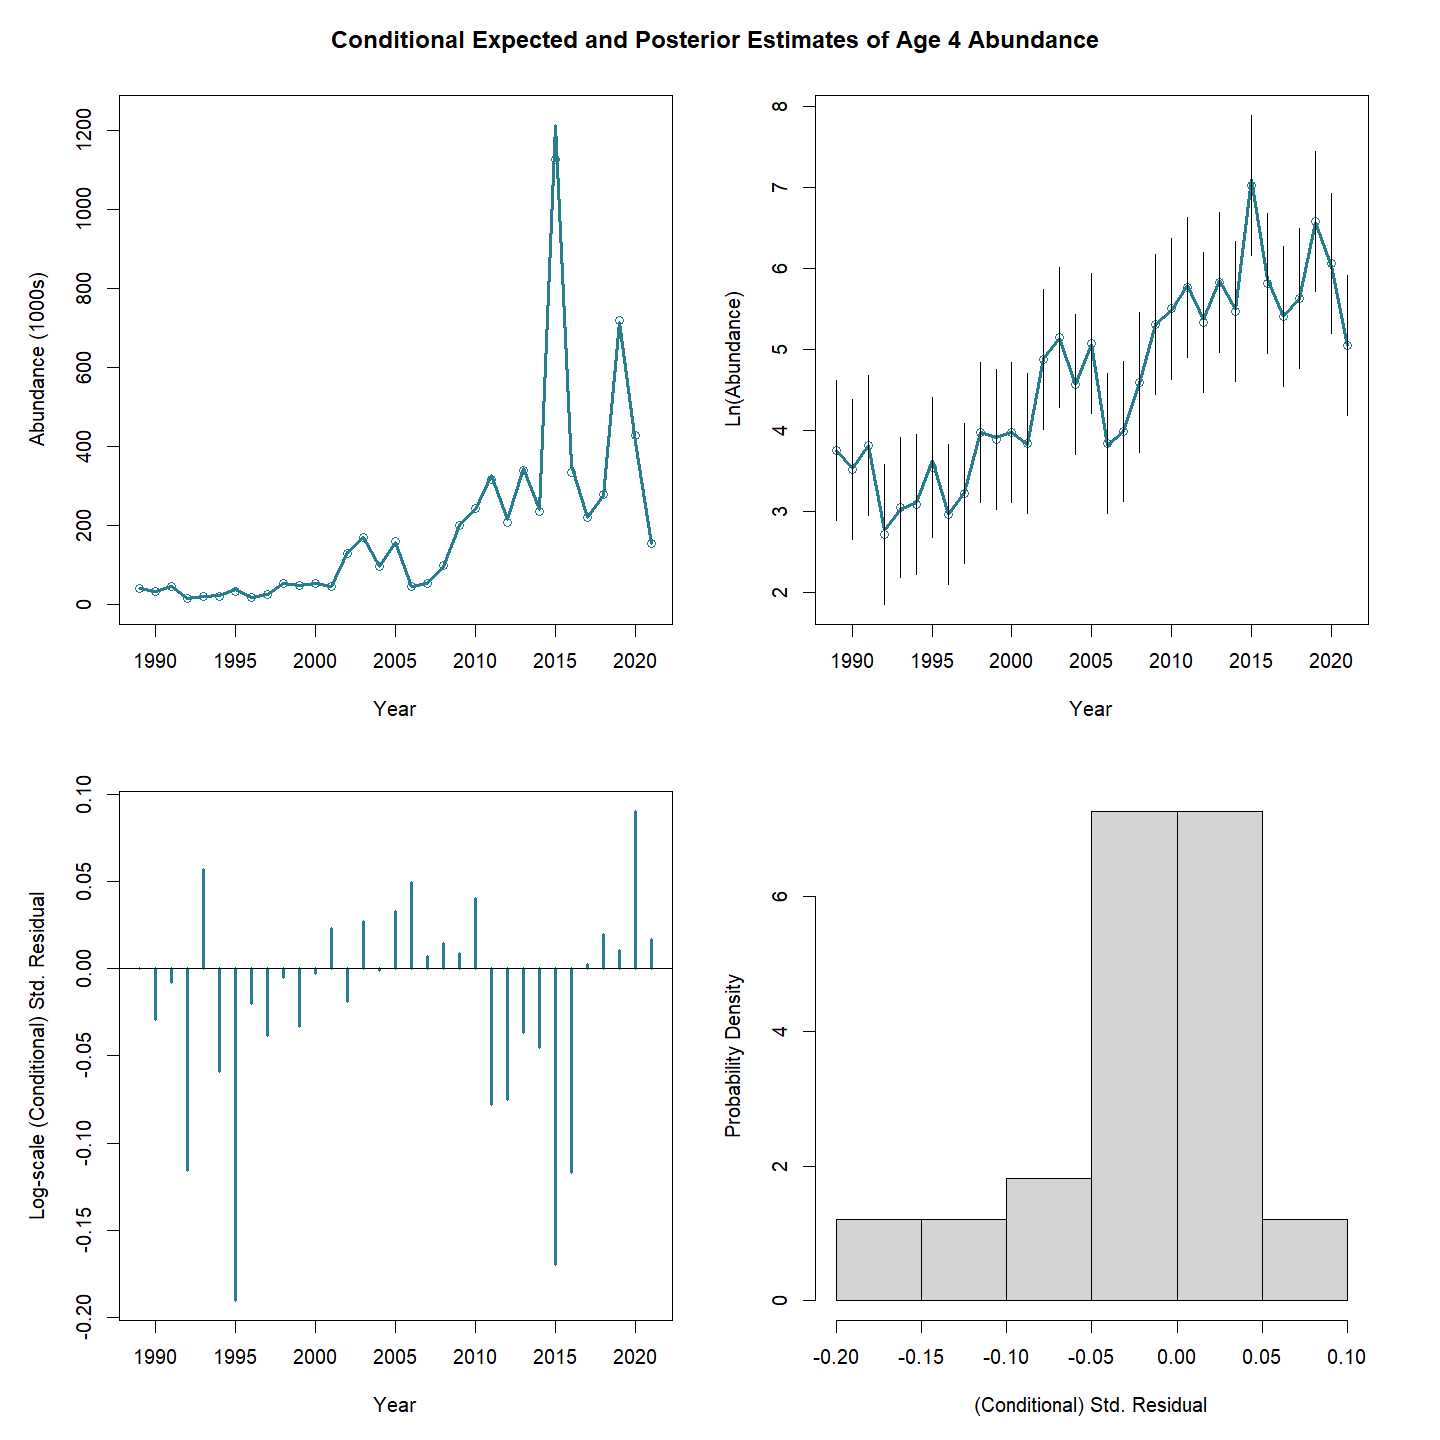 Conditional Expected and Posterior Estimates of Age 4 Abundance
Abundance (1000s)
0 200 400 600 800 1000 1200
1990 1995 2000 2005 2010 2015 2020
Year
Ln(Abundance)
2 3 4 5 6 7 8
1990 1995 2000 2005 2010 2015 2020
Year
Log-scale (Conditional) Std. Residual
-0.20 -0.15 -0.10 -0.05 0.00 0.05 0.10
1990 1995 2000 2005 2010 2015 2020
Year
Probability Density
0 2 4 6
-0.20 -0.15 -0.10 -0.05 0.00 0.05 0.10
(Conditional) Std. Residual